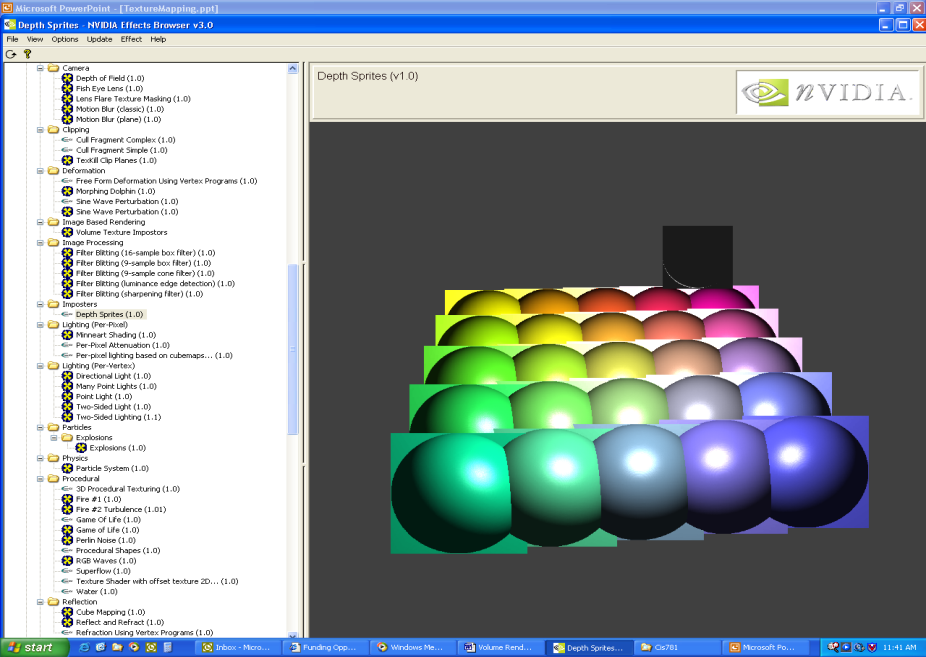 Microsoft PowerPoint - [TextureMapping.ppt]
Depth Sprites - NVIDIA Effects Browser v3.0
File View Options Update Effect Help
Camera
Depth of Field (1.0)
Fish Eye Lens (1.0)
Lens Flare Texture Masking (1.0)
Motion Blur (classic) (1.0)
Motion Blur (plane) (1.0)
Clipping
Cull Fragment Complex (1.0)
Cull Fragment Simple (1.0)
TexKill Clip Planes (1.0)
Deformation
Free Form Deformation Using Vertex Programs (1.0)
Morphing Dolphin (1.0)
Sine Wave Perturbation (1.0)
Sine Wave Perturbation (1.0)
Image Based Rendering
Volume Texture Impostors
Image Processing
Filter Blitting (16-sample box filter) (1.0)
Filter Blitting (9-sample box filter) (1.0)
Filter Blitting (9-sample cone filter) (1.0)
Filter Blitting (luminance edge detection) (1.0)
Filter Blitting (sharpening filter) (1.0)
Imposters
Depth Sprites (1.0)
Lighting (Per-Pixel)
Minneart Shading (1.0)
Per-Pixel Attenuation (1.0)
Per-pixel lighting based on cubemaps... (1.0)
Lighting (Per-Vertex)
Directional Light (1.0)
Many Point Lights (1.0)
Point Light (1.0)
Two-Sided Light (1.0)
Two-Sided Lighting (1.1)
Particles
Explosions
Explosions (1.0)
Physics
Particle System (1.0)
Procedural
3D Procedural Texturing (1.0)
Fire #1 (1.0)
Fire #2 Turbulence (1.01)
Game Of Life (1.0)
Game of Life (1.0)
Perlin Noise (1.0)
Procedural Shapes (1.0)
RGB Waves (1.0)
Superflow (1.0)
Texture Shader with offset texture 2D... (1.0)
Water (1.0)
Reflection
Cube Mapping (1.0)
Reflect and Refract (1.0)
Refraction Using Vertex Programs (1.0)
Depth Sprites (v1.0)
nVIDIA.
start
Inbox - Micro...
Funding Opp...
Windows Me...
Volume Rend...
Depth Sprites...
Cis781
Microsoft Po...
11:41 AM